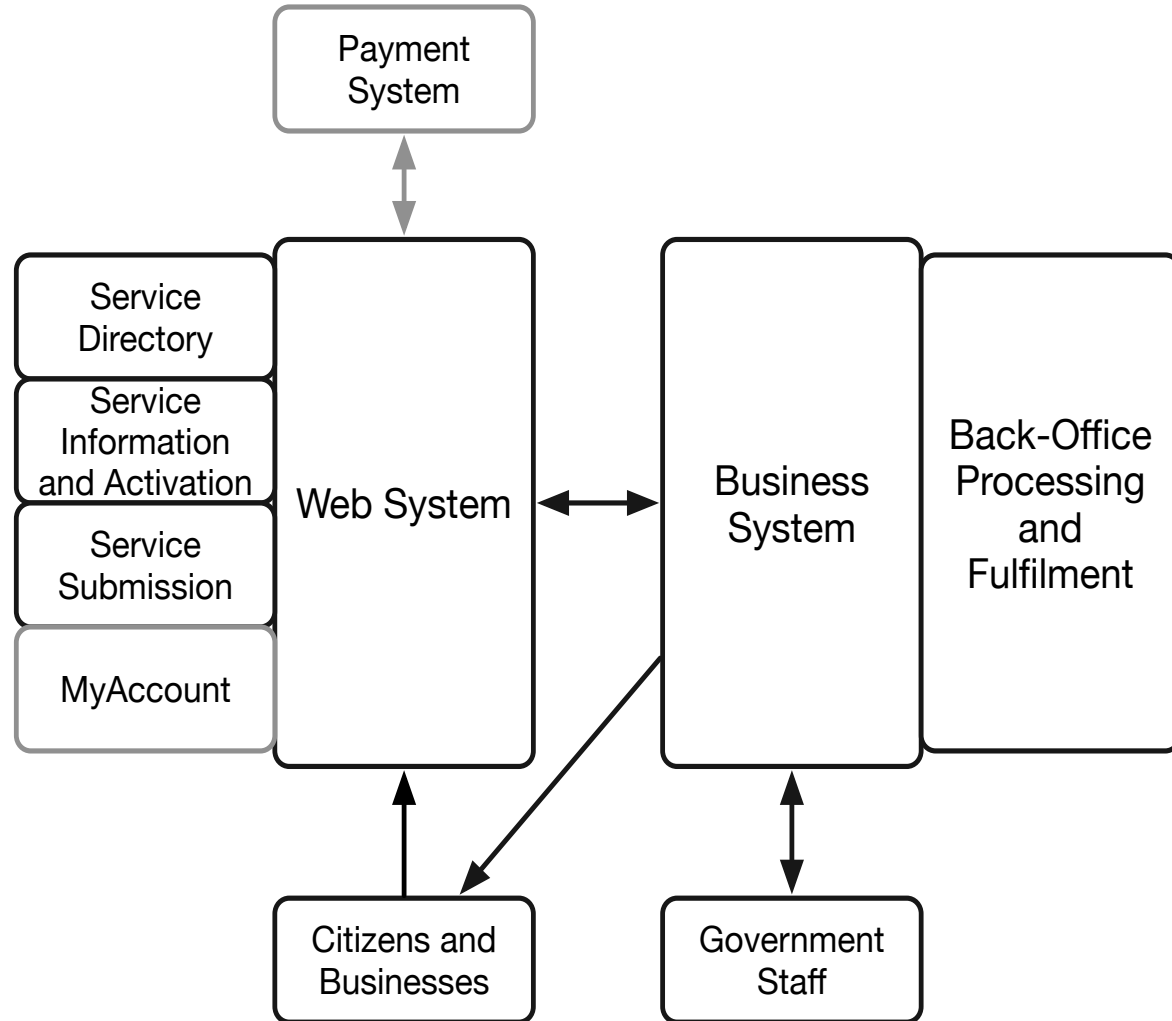 Payment
System
Service
Directory
Service
Information
and Activation
Service
Submission
MyAccount
Web System
Business
System
Back-Office
Processing
and
Fulfilment
Citizens and
Businesses
Government
Staff